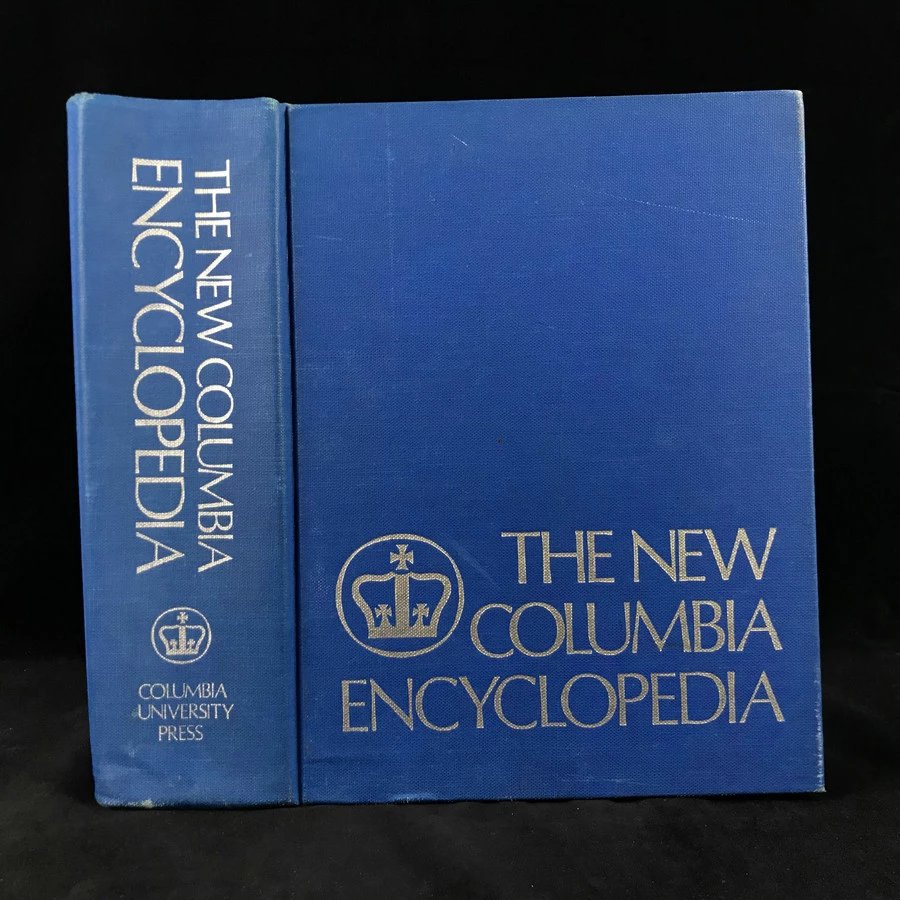 THE NEW COLUMBIA
ENCYCLOPEDIA
COLUMBIA
UNIVERSITY
PRESS
THE NEW
COLUMBIA
ENCYCLOPEDIA